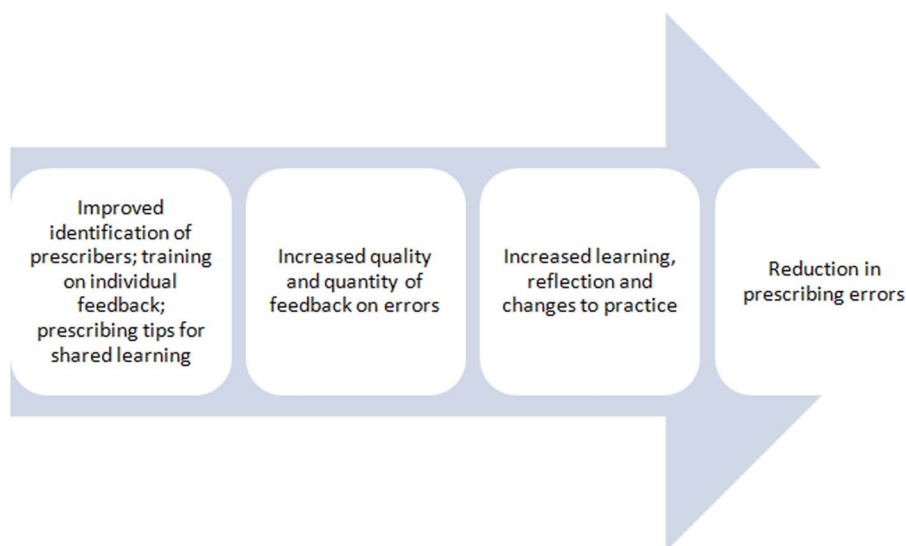 Improved
identification of
prescribers; training
on individual
feedback;
prescribing tips for
shared learning
Increased quality
and quantity of
feedback on errors
Increased learning,
reflection and
changes to practice
Reduction in
prescribing errors